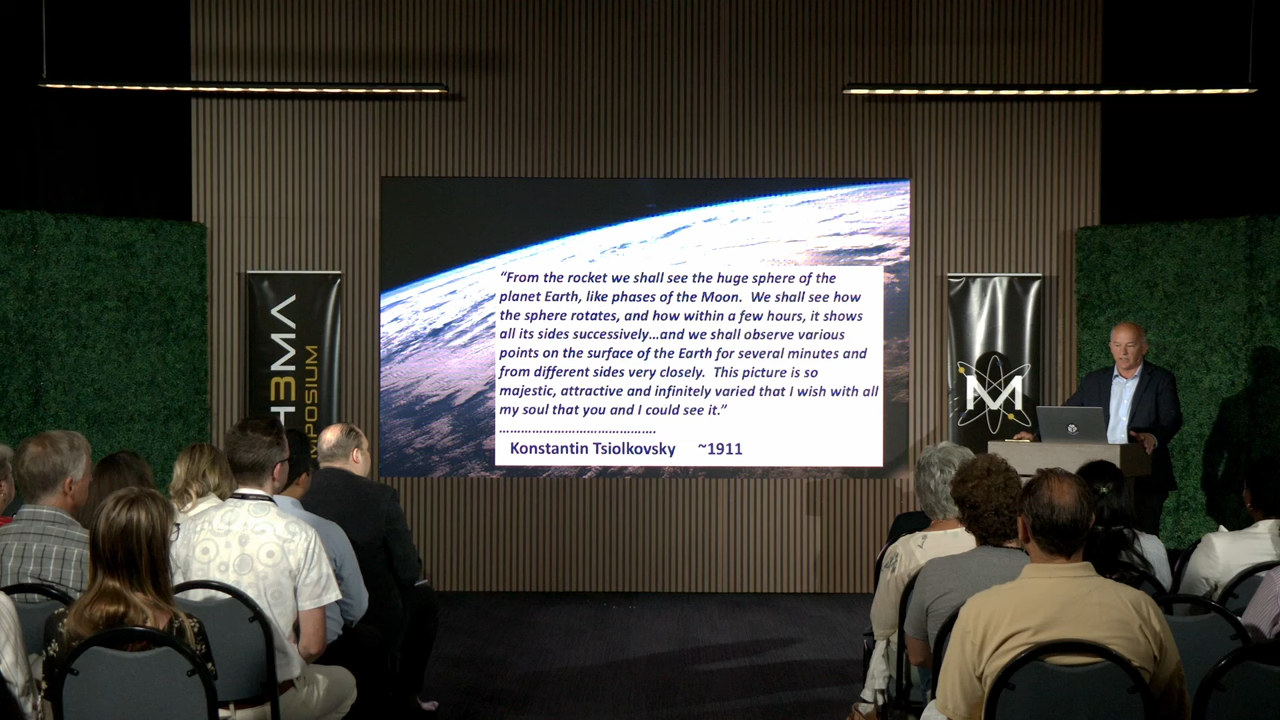 “From the rocket we shall see the huge sphere of the
planet Earth, like phases of the Moon. We shall see how
the sphere rotates, and how within a few hours, it shows
all its sides successively…and we shall observe various
points on the surface of the Earth for several minutes and
from different sides very closely. This picture is so
majestic, attractive and infinitely varied that I wish with all
my soul that you and I could see it.”
…………………………………….
Konstantin Tsiolkovsky ~1911
H3MA
MPOSIUM
M